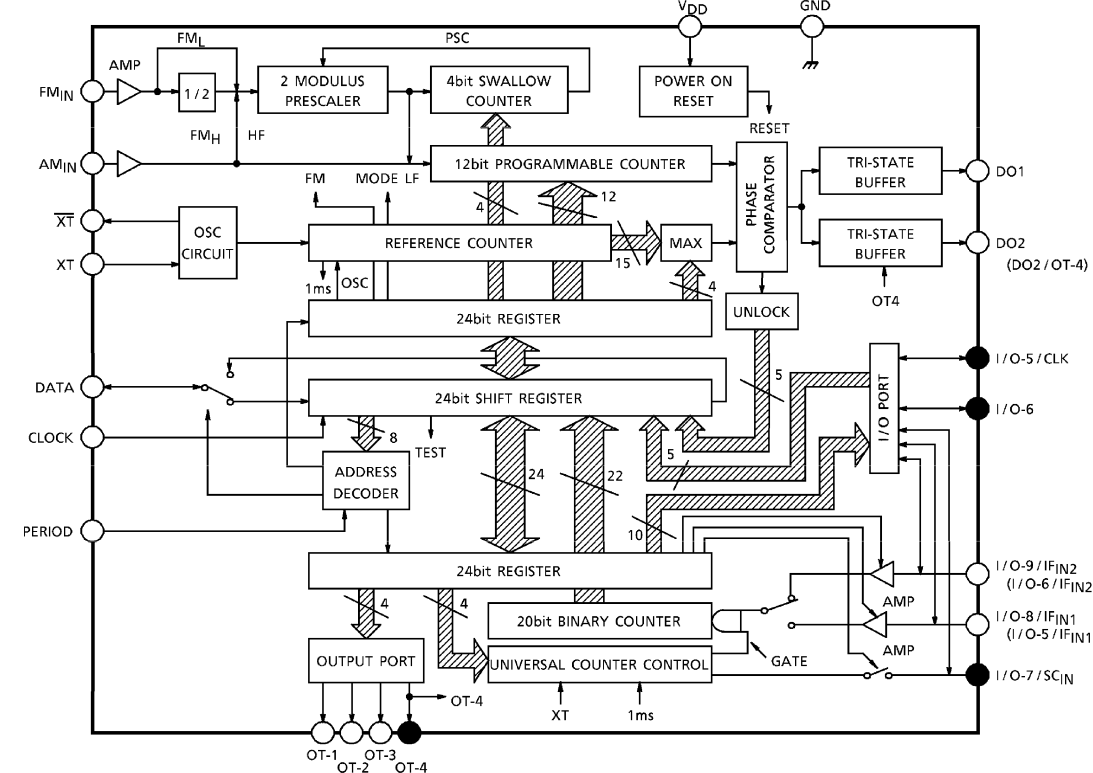 VDD
GND
FML
PSC
AMP
FMIN
1/2
2 MODULUS
PRESCALER
4bit SWALLOW
COUNTER
POWER ON
RESET
RESET
FMH
HF
AMIN
12bit PROGRAMMABLE COUNTER
PHASE
COMPARATOR
TRI-STATE
BUFFER
DO1
FM
MODE LF
4
12
XT
OSC
CIRCUIT
XT
REFERENCE COUNTER
15
MAX
TRI-STATE
BUFFER
DO2
(DO2/OT-4)
1ms
OSC
4
OT4
24bit REGISTER
UNLOCK
I/O-5/CLK
DATA
24bit SHIFT REGISTER
5
I/O PORT
I/O-6
CLOCK
8
TEST
ADDRESS
DECODER
24
22
5
PERIOD
10
24bit REGISTER
I/O-9/IFIN2
(I/O-6/IFIN2
AMP
4
4
20bit BINARY COUNTER
I/O-8/IFIN1
(I/O-5/IFIN1
AMP
GATE
OUTPUT PORT
UNIVERSAL COUNTER CONTROL
I/O-7/SCIN
OT-4
XT
1ms
OT-1
OT-2
OT-3
OT-4